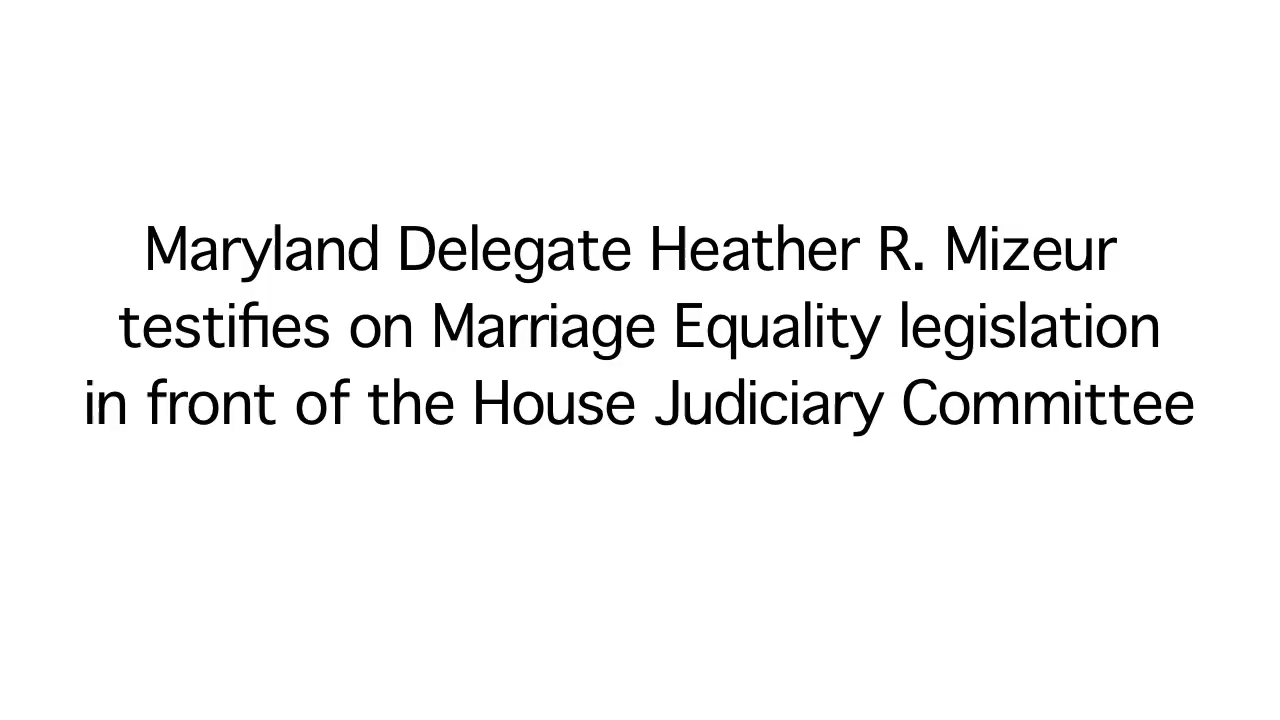 Maryland Delegate Heather R. Mizeur
testifies on Marriage Equality legislation
in front of the House Judiciary Committee